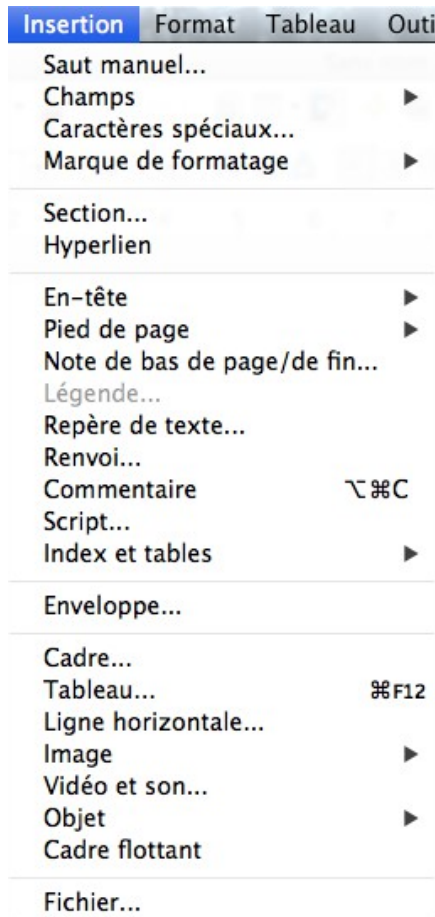 Insertion Format Tableau Outi
Saut manuel...
Champs
Caractères spéciaux...
Marque de formatage
Section...
Hyperlien
En-tête
Pied de page
Note de bas de page/de fin...
Légende...
Repère de texte...
Renvoi...
Commentaire ⌥⌘C
Script...
Index et tables
Enveloppe...
Cadre...
Tableau... ⌘F12
Ligne horizontale...
Image
Vidéo et son...
Objet
Cadre flottant
Fichier...